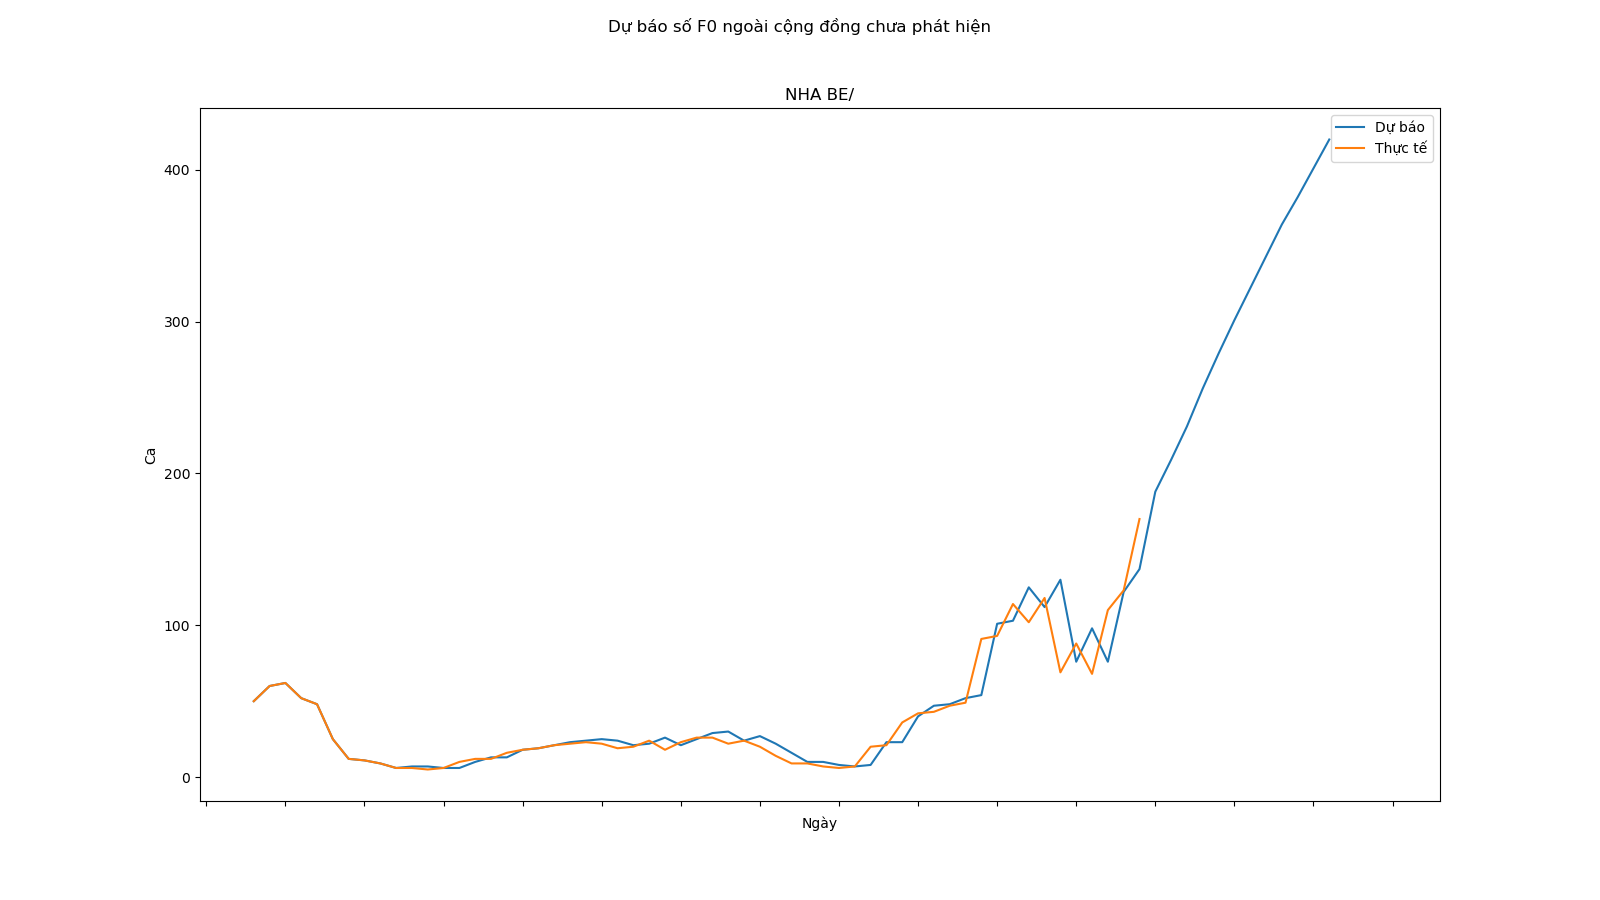 Dự báo số F0 ngoài cộng đồng chưa phát hiện
NHA BE/
Dự báo
Thực tế
400
300
200
100
0
Ca
Ngày